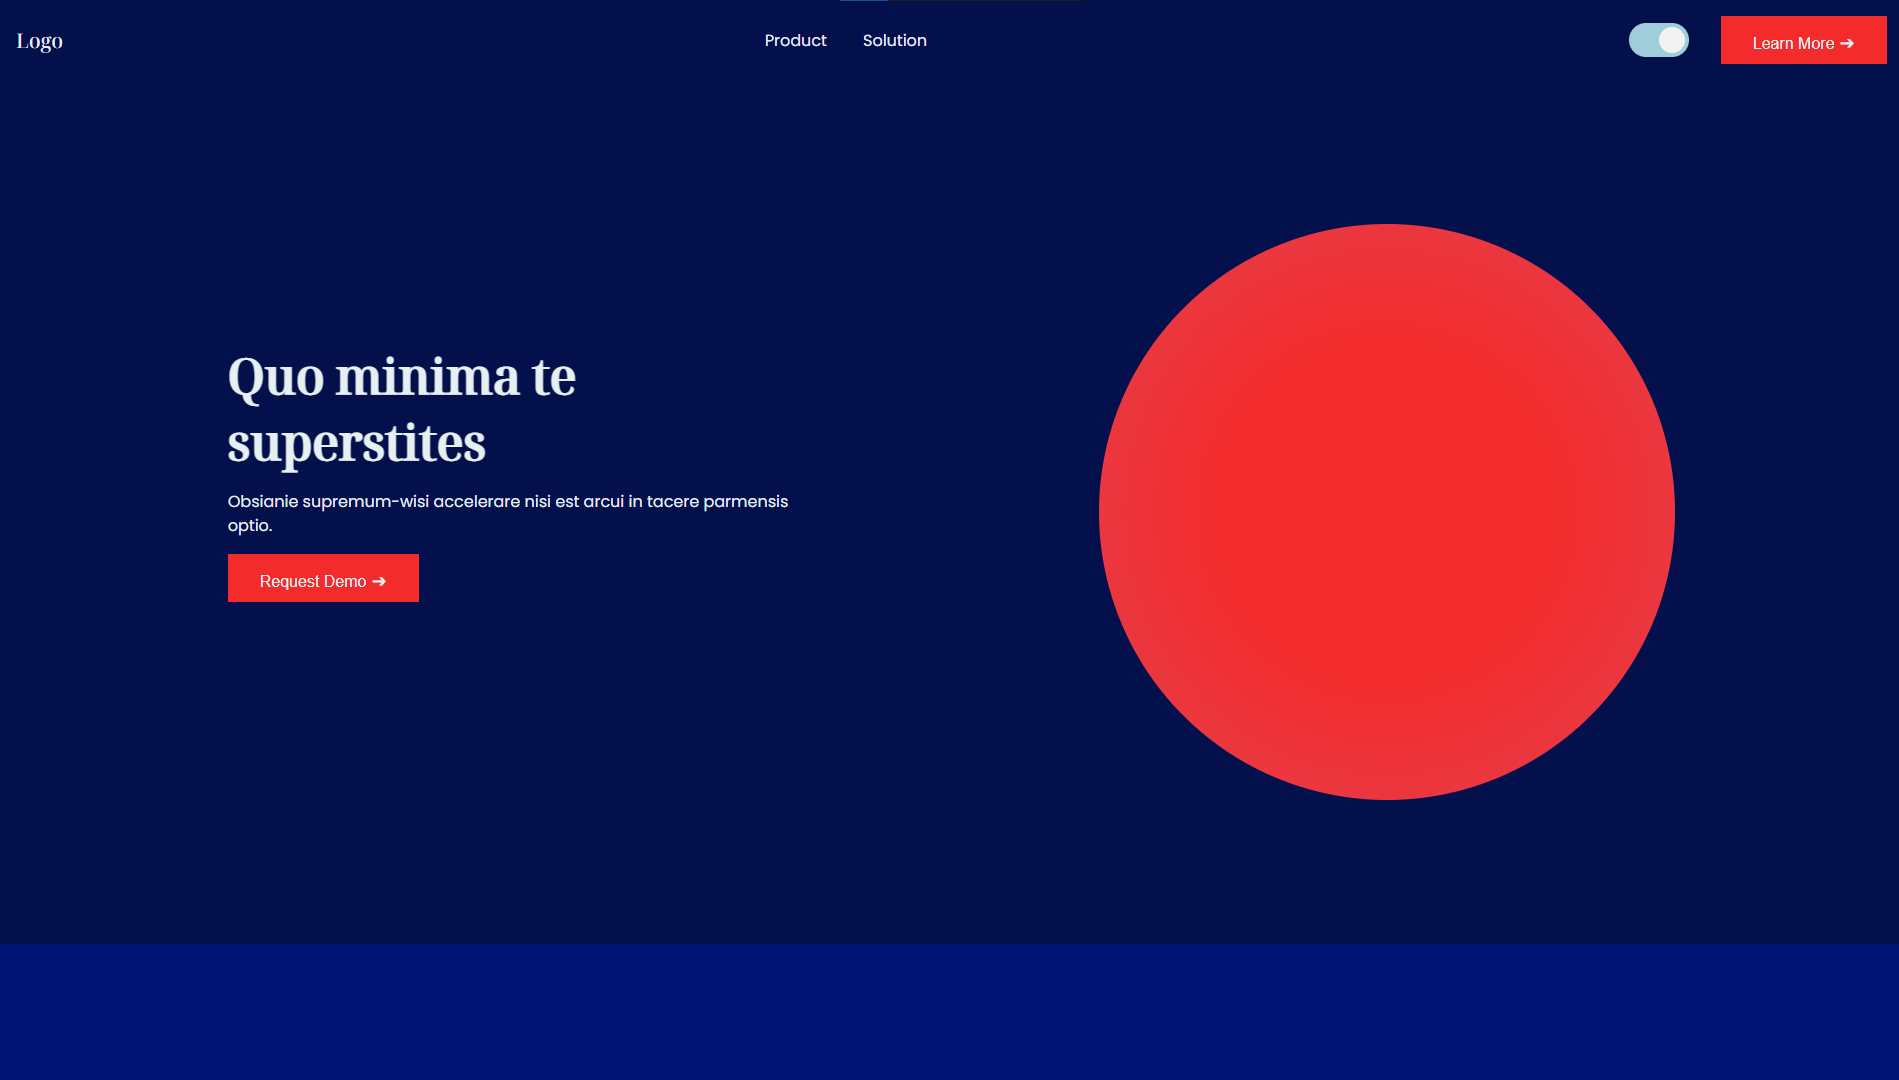 Logo
Product
Solution
Learn More ➔
Quo minima te
superstites
Obsianie supremum-wisi accelerare nisi est arcui in tacere parmensis
optio.
Request Demo ➔